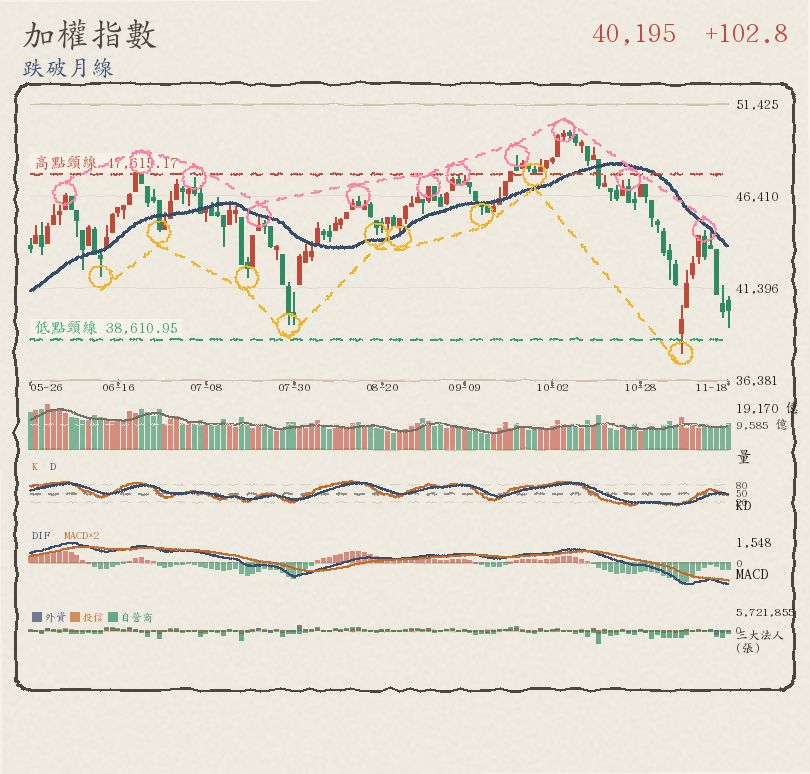 加權指數
40,195 +102.8
跌破月線
51,425
高點頸線 47,615.17
46,410
41,396
低點頸線 38,610.95
36,381
05-26 06-16 07-08 07-30 08-20 09-09 10-02 10-28 11-18
19,170 億
9,585 億
量
K D
80
50
KD
DIF MACD×2
1,548
0
MACD
外資 投信 自營商
5,721,855
0
三大法人
(張)